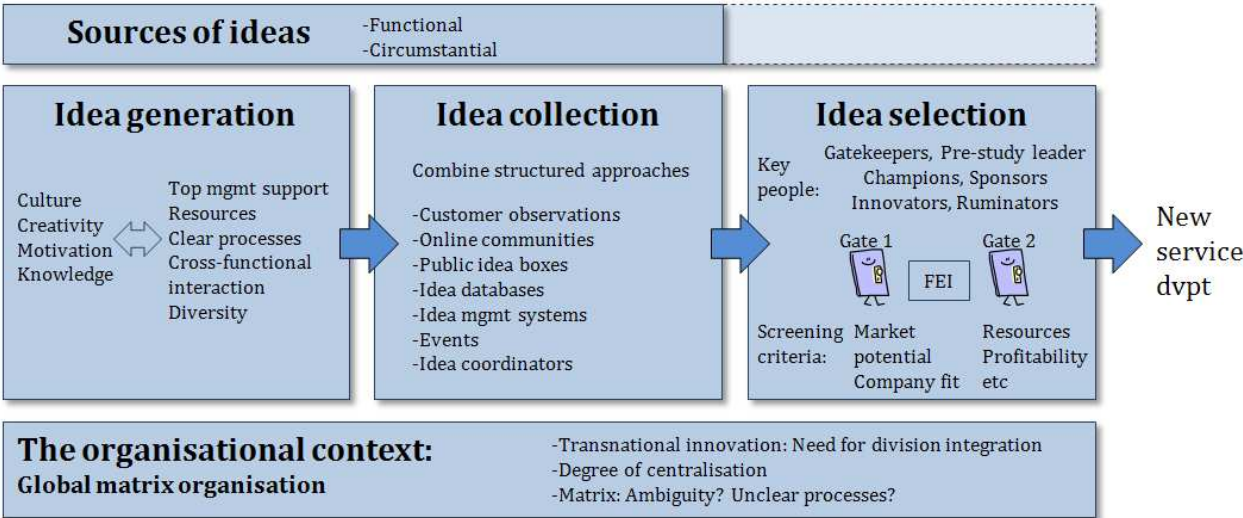 Sources of ideas
-Functional
-Circumstantial
Idea generation
Culture
Creativity
Motivation
Knowledge
Top mgmt support
Resources
Clear processes
Cross-functional
interaction
Diversity
Idea collection
Combine structured approaches
-Customer observations
-Online communities
-Public idea boxes
-Idea databases
-Idea mgmt systems
-Events
-Idea coordinators
Idea selection
Key
people:
Gatekeepers, Pre-study leader
Champions, Sponsors
Innovators, Ruminators
Gate 1
FEI
Gate 2
Screening
criteria:
Market
potential
Company fit
Resources
Profitability
etc
New
service
dvpt
The organisational context:
Global matrix organisation
-Transnational innovation: Need for division integration
-Degree of centralisation
-Matrix: Ambiguity? Unclear processes?